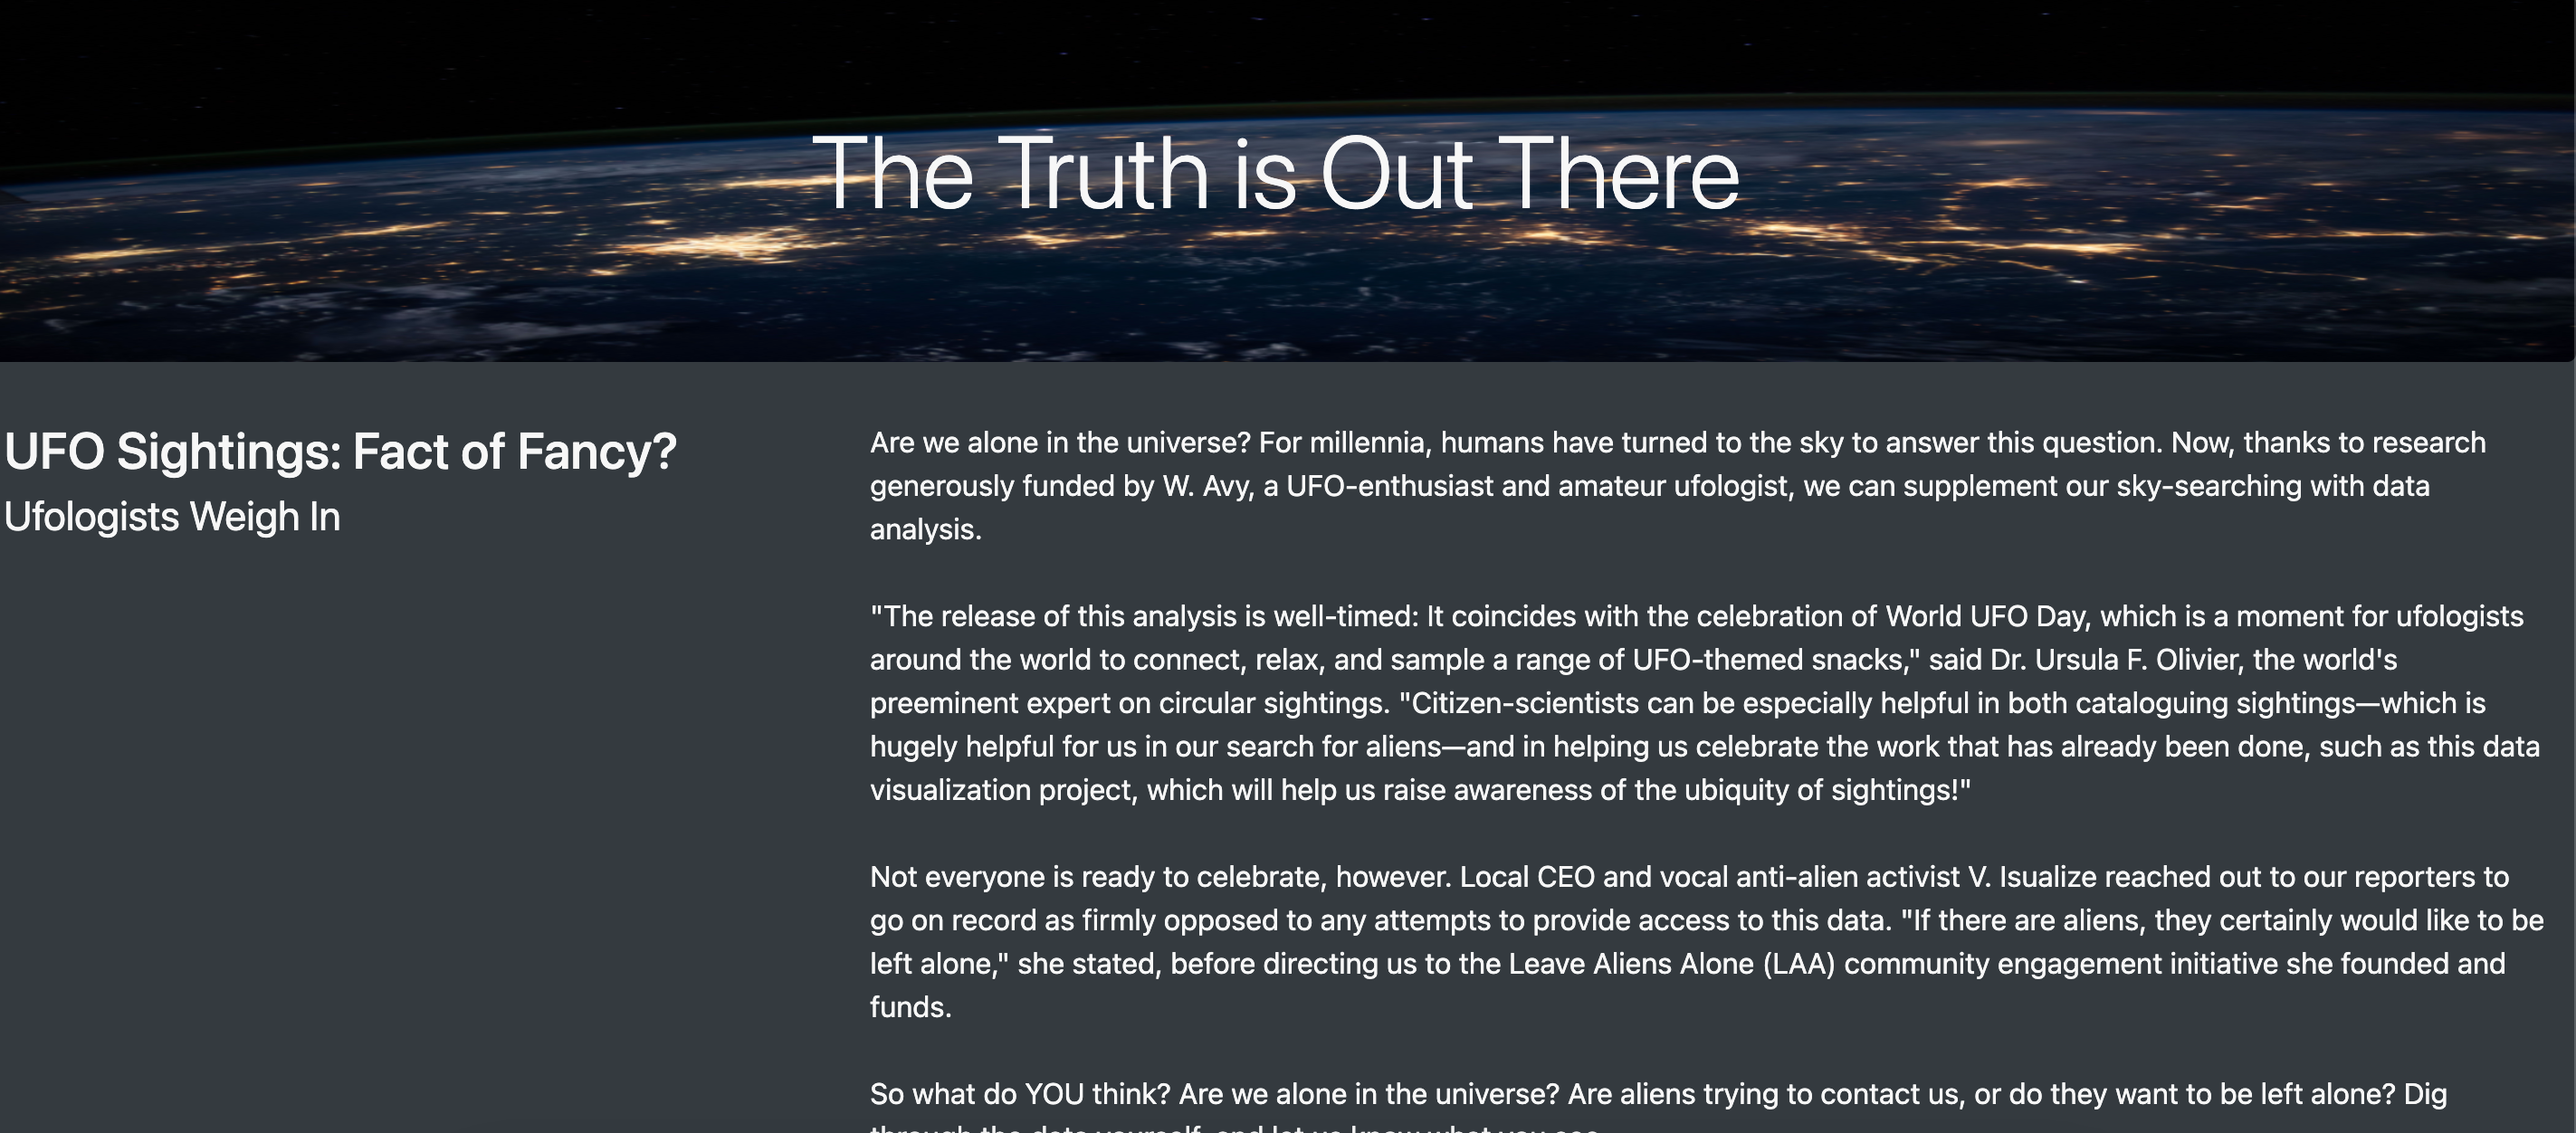 The Truth is Out There
UFO Sightings: Fact of Fancy?
Ufologists Weigh In
Are we alone in the universe? For millennia, humans have turned to the sky to answer this question. Now, thanks to research
generously funded by W. Avy, a UFO-enthusiast and amateur ufologist, we can supplement our sky-searching with data
analysis.
"The release of this analysis is well-timed: It coincides with the celebration of World UFO Day, which is a moment for ufologists
around the world to connect, relax, and sample a range of UFO-themed snacks," said Dr. Ursula F. Olivier, the world's
preeminent expert on circular sightings. "Citizen-scientists can be especially helpful in both cataloguing sightings—which is
hugely helpful for us in our search for aliens—and in helping us celebrate the work that has already been done, such as this data
visualization project, which will help us raise awareness of the ubiquity of sightings!"
Not everyone is ready to celebrate, however. Local CEO and vocal anti-alien activist V. Isualize reached out to our reporters to
go on record as firmly opposed to any attempts to provide access to this data. "If there are aliens, they certainly would like to be
left alone," she stated, before directing us to the Leave Aliens Alone (LAA) community engagement initiative she founded and
funds.
So what do YOU think? Are we alone in the universe? Are aliens trying to contact us, or do they want to be left alone? Dig
through the data yourself, and let us know what you see.